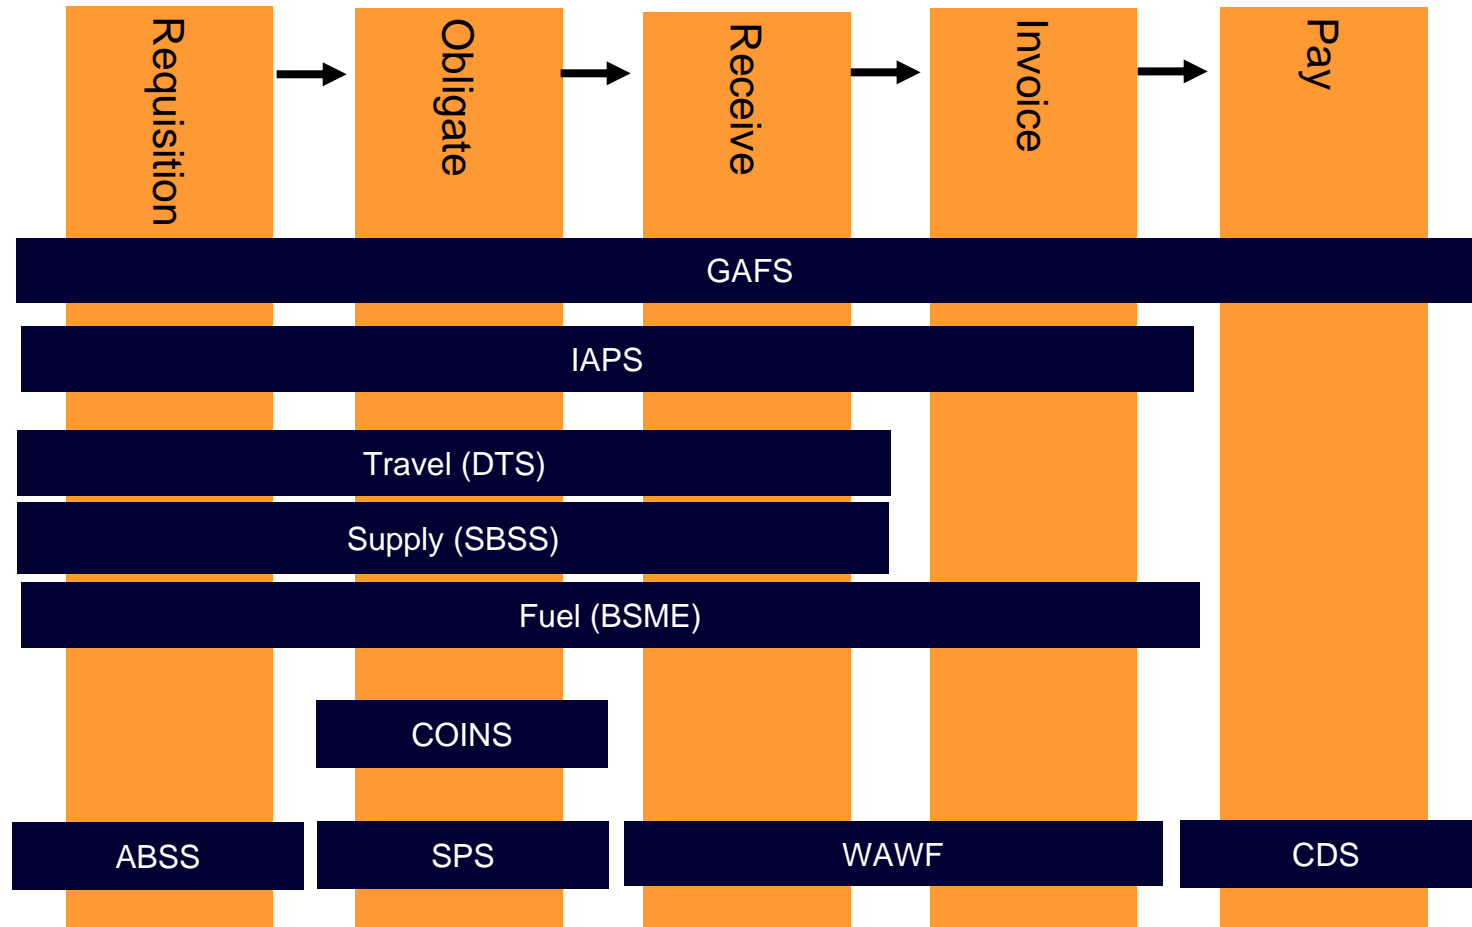 Requisition
Obligate
Receive
Invoice
Pay
GAFS
IAPS
Travel (DTS)
Supply (SBSS)
Fuel (BSME)
COINS
ABSS
SPS
WAWF
CDS